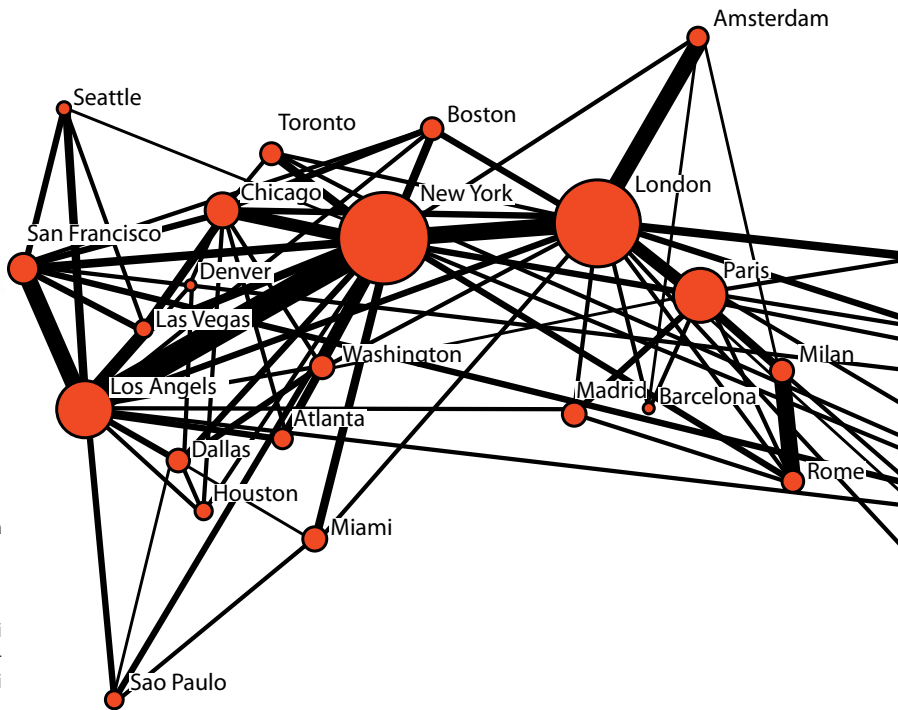 Amsterdam
Seattle
Toronto
Boston
Chicago
New York
London
San Francisco
Denver
Paris
Las Vegas
Washington
Milan
Los Angels
Madrid
Barcelona
Atlanta
Dallas
Rome
Houston
Miami
Sao Paulo